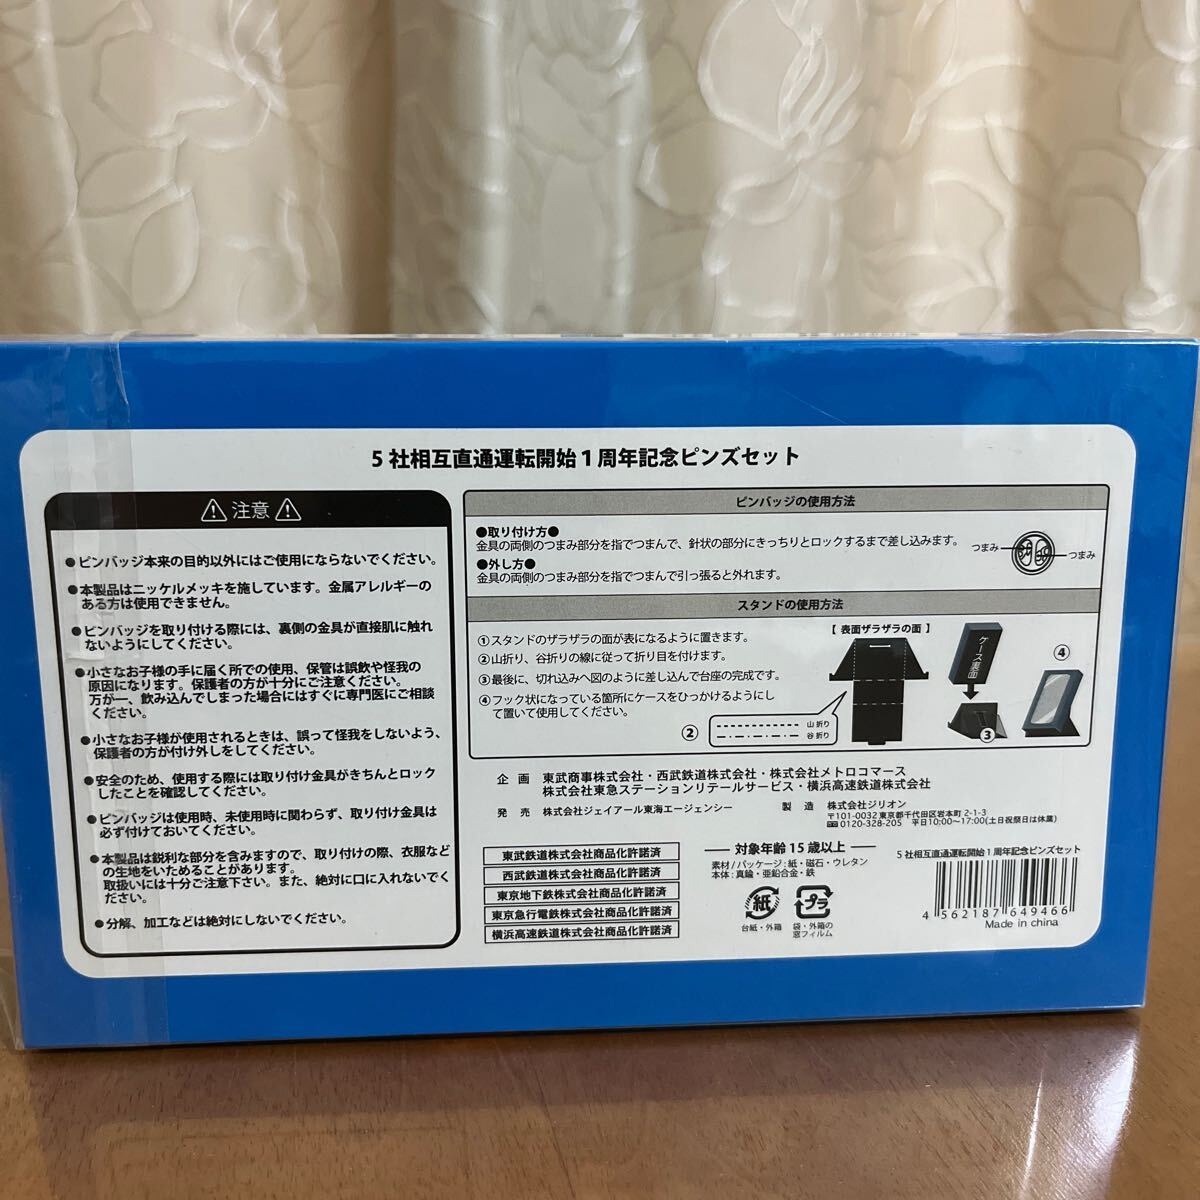 5社相互直通運転開始1周年記念ピンズセット
注意
●ピンバッジ本来の目的以外にはご使用にならないでください。
●本製品はニッケルメッキを施しています。金属アレルギーの
ある方は使用できません。
●ピンバッジを取り付ける際には、裏側の金具が直接肌に触れ
ないようにしてください。
●小さなお子様の手に届く所での使用、保管は誤飲や怪我の
原因になります。保護者の方が十分にご注意ください。
万が一、飲み込んでしまった場合にはすぐに専門医にご相談
ください。
●小さなお子様が使用されるときは、誤って怪我をしないよう、
保護者の方が付け外しをしてください。
●安全のため、使用する際には取り付け金具がきちんとロック
したことを確認してください。
●ピンバッジは使用時、未使用時に関わらず、取り付け金具は
必ず付けておいてください。
●本製品は鋭利な部分を含みますので、取り付けの際、衣服など
の生地をいためることがあります。
取扱いには十分ご注意下さい。また、絶対に口に入れないでく
ださい。
●分解、加工などは絶対にしないでください。
ピンバッジの使用方法
●取り付け方●
金具の両側のつまみ部分を指でつまんで、針状の部分にきっちりとロックするまで差し込みます。
●外し方●
金具の両側のつまみ部分を指でつまんで引っ張ると外れます。
つまみ
つまみ
スタンドの使用方法
①スタンドのザラザラの面が表になるように置きます。
②山折り、谷折りの線に従って折り目を付けます。
③最後に、切れ込みへ図のように差し込んで台座の完成です。
④フック状になっている箇所にケースをひっかけるようにし
て置いて使用してください。
【 表面ザラザラの面 】
②
山折り
谷折り
ケース裏面
③
④
企画 東武商事株式会社・西武鉄道株式会社・株式会社メトロコマース
株式会社東急ステーションリテールサービス・横浜高速鉄道株式会社
発売 株式会社ジェイアール東海エージェンシー
製造 株式会社ジリオン
〒101-0032 東京都千代田区岩本町2-1-3
0120-328-205 平日10:00〜17:00(土日祝祭日は休業)
東武鉄道株式会社商品化許諾済
西武鉄道株式会社商品化許諾済
東京地下鉄株式会社商品化許諾済
東京急行電鉄株式会社商品化許諾済
横浜高速鉄道株式会社商品化許諾済
対象年齢15歳以上
素材/パッケージ:紙・磁石・ウレタン
本体:真鍮・亜鉛合金・鉄
紙
台紙・外箱
プラ
袋・外箱の
窓フィルム
5社相互直通運転開始1周年記念ピンズセット
4 562187 649466
Made in china